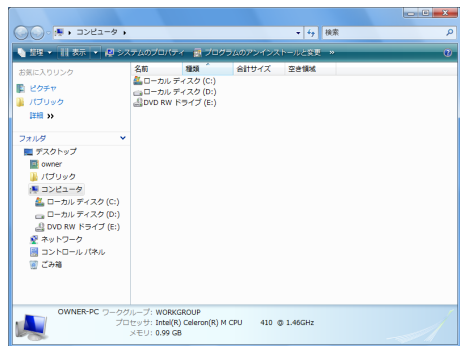 コンピュータ
検索
整理 表示 システムのプロパティ プログラムのアンインストールと変更 »
お気に入りリンク
ピクチャ
パブリック
詳細 »
フォルダ
デスクトップ
owner
パブリック
コンピュータ
ローカル ディスク (C:)
ローカル ディスク (D:)
DVD RW ドライブ (E:)
ネットワーク
コントロール パネル
ごみ箱
名前 種類 合計サイズ 空き領域
ローカル ディスク (C:)
ローカル ディスク (D:)
DVD RW ドライブ (E:)
OWNER-PC ワークグループ: WORKGROUP
プロセッサ: Intel(R) Celeron(R) M CPU 410 @ 1.46GHz
メモリ: 0.99 GB